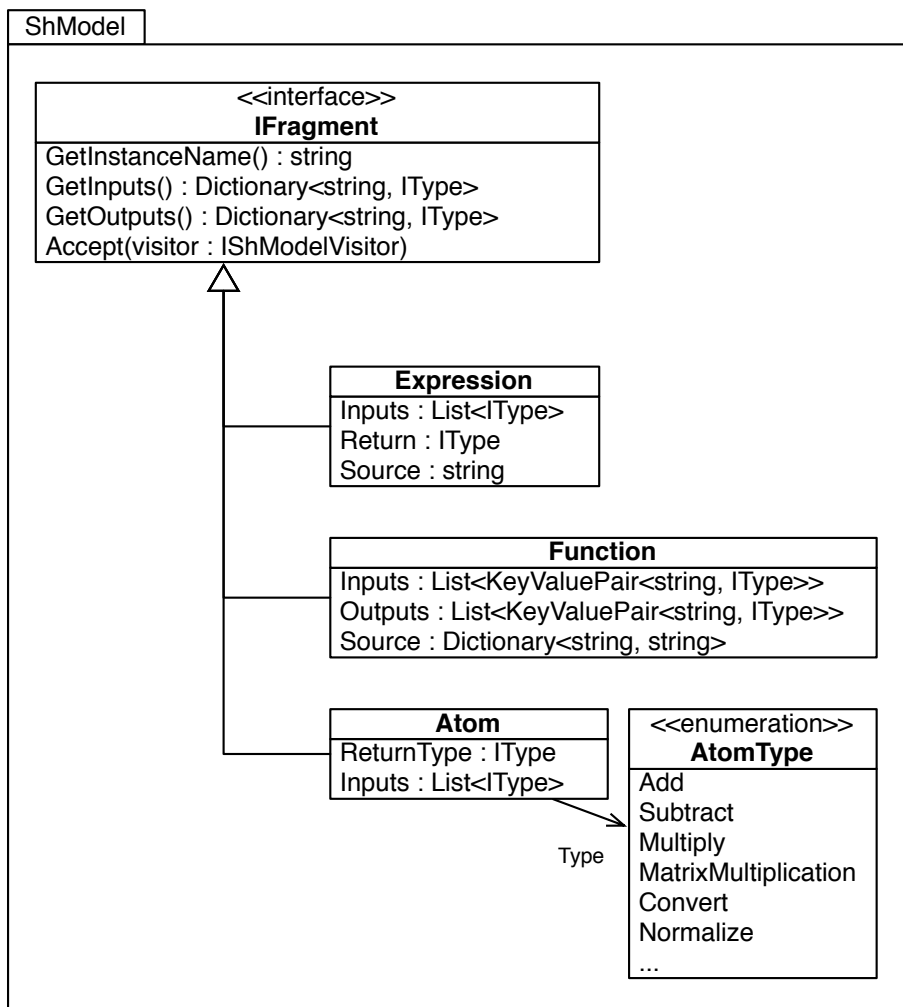 ShModel
<<interface>>
IFragment
GetInstanceName() : string
GetInputs() : Dictionary<string, IType>
GetOutputs() : Dictionary<string, IType>
Accept(visitor : IShModelVisitor)
Expression
Inputs : List<IType>
Return : IType
Source : string
Function
Inputs : List<KeyValuePair<string, IType>>
Outputs : List<KeyValuePair<string, IType>>
Source : Dictionary<string, string>
Atom
ReturnType : IType
Inputs : List<IType>
Type
<<enumeration>>
AtomType
Add
Subtract
Multiply
MatrixMultiplication
Convert
Normalize
...